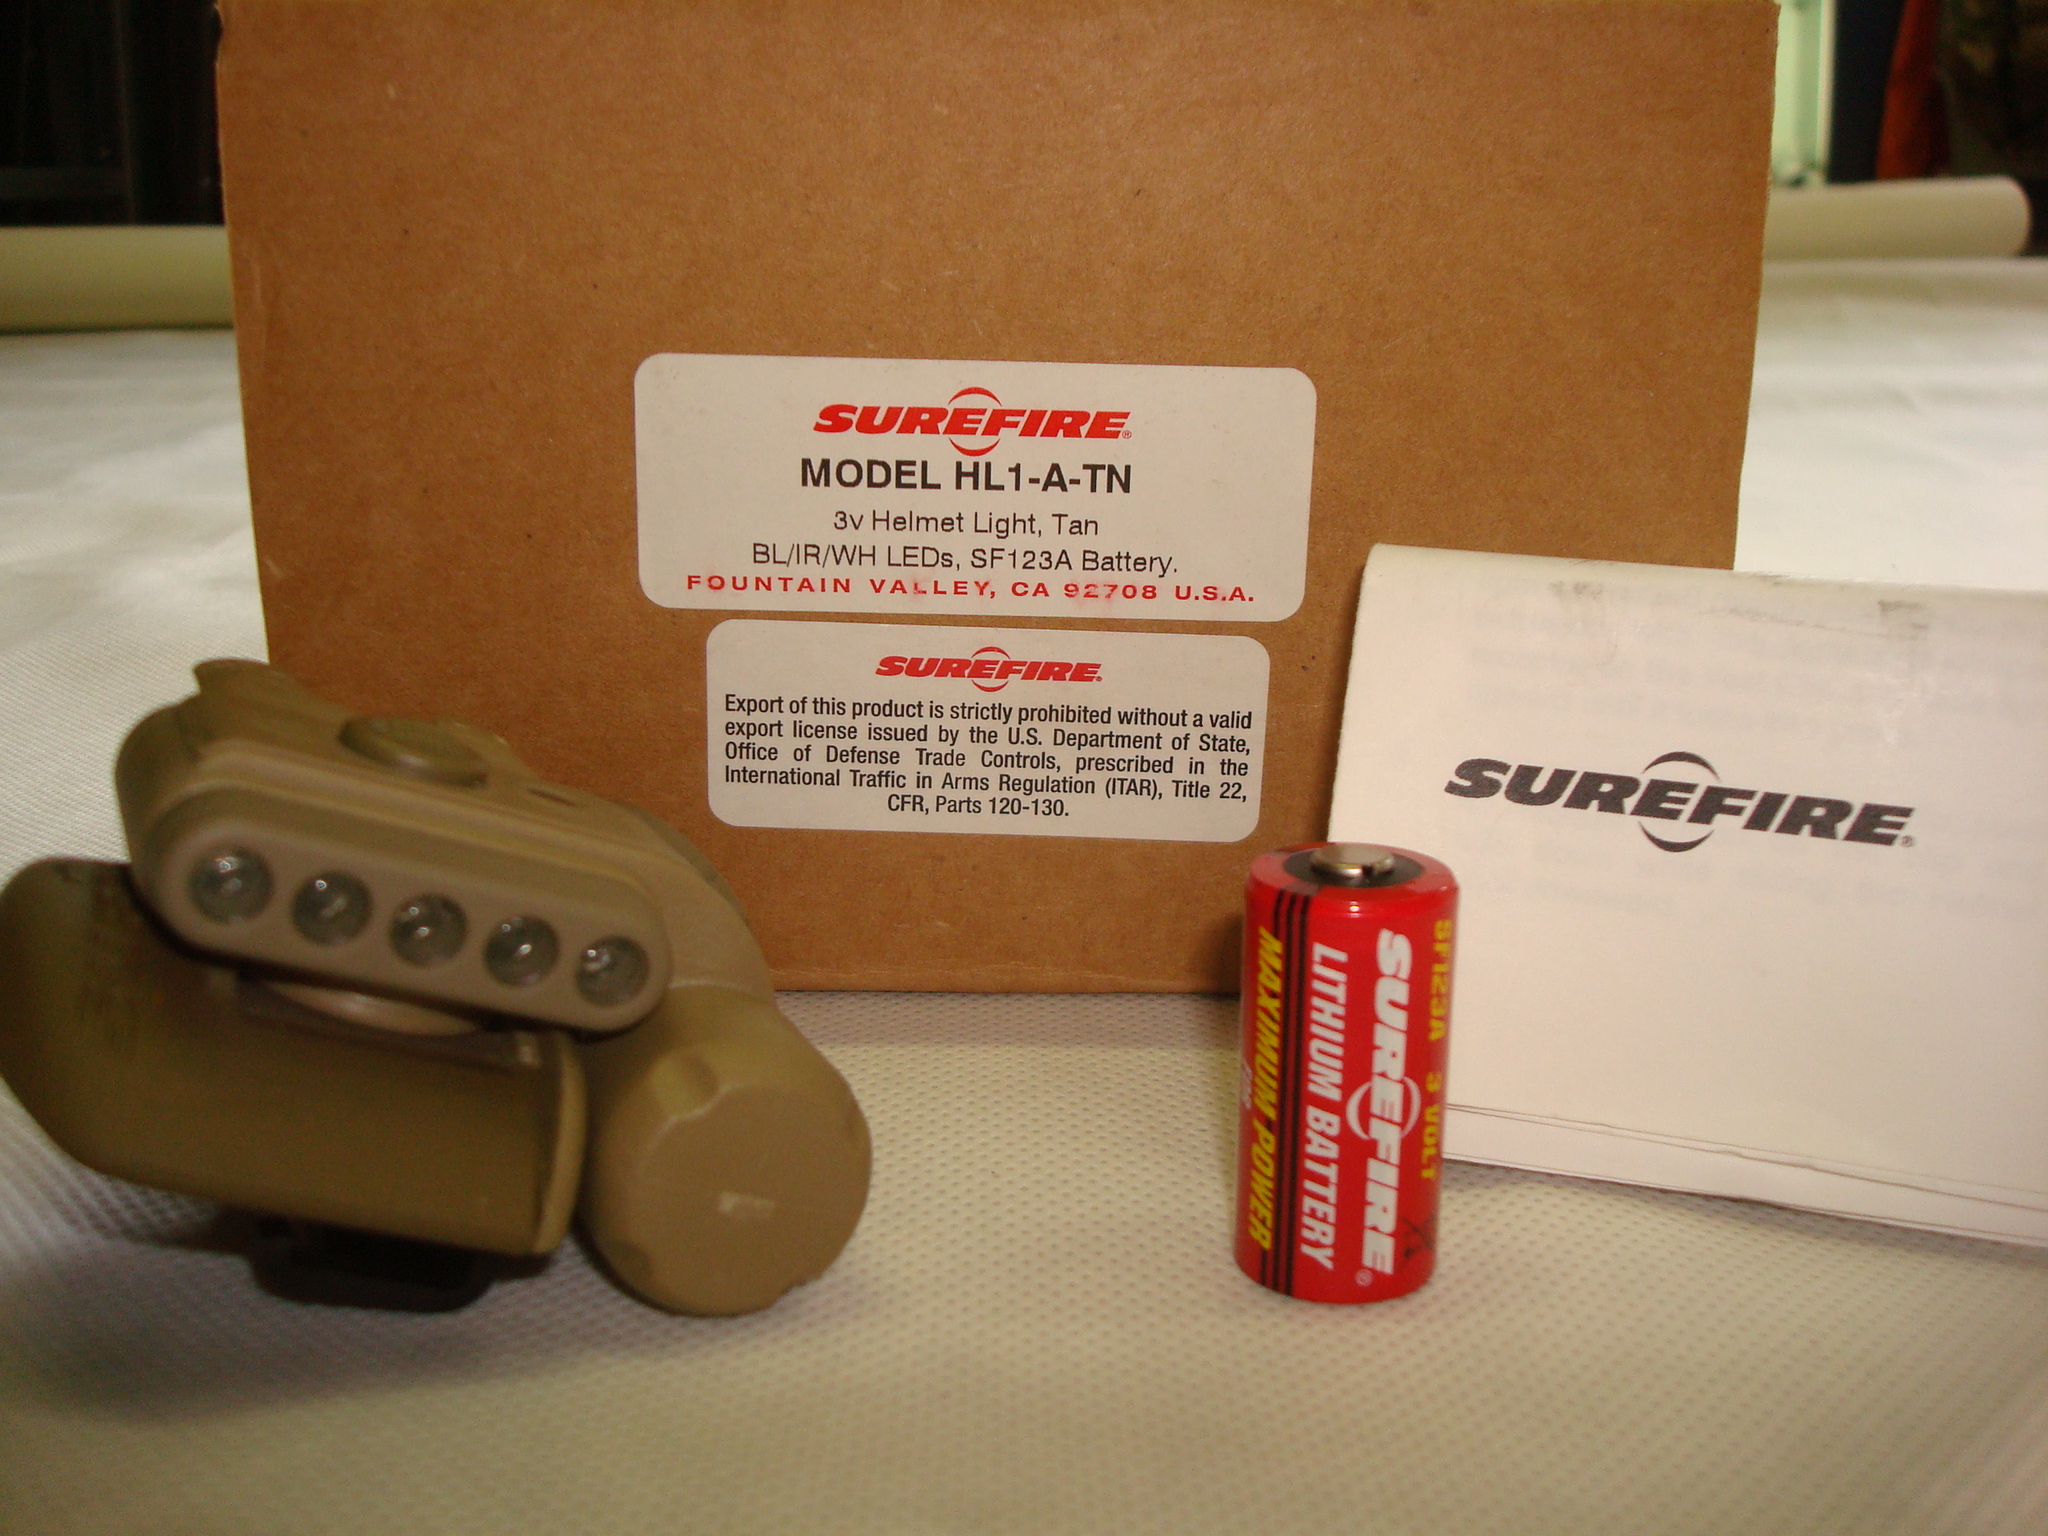 SUREFIRE®
MODEL HL1-A-TN
3v Helmet Light, Tan
BL/IR/WH LEDs, SF123A Battery.
FOUNTAIN VALLEY, CA 92708 U.S.A.
SUREFIRE®
Export of this product is strictly prohibited without a valid
export license issued by the U.S. Department of State,
Office of Defense Trade Controls, prescribed in the
International Traffic in Arms Regulation (ITAR), Title 22,
CFR, Parts 120-130.
SUREFIRE®
SF123A 3 VOLT
SUREFIRE®
LITHIUM BATTERY
MAXIMUM POWER